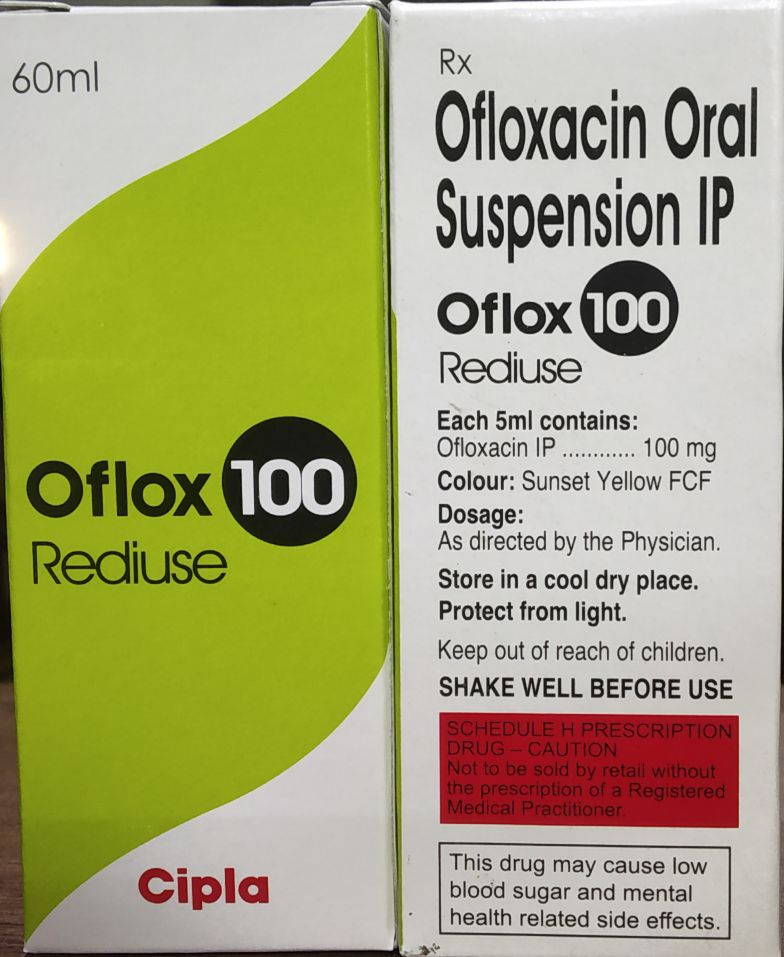 60ml
Oflox 100
Rediuse
Cipla
Rx
Ofloxacin Oral
Suspension IP
Oflox 100
Rediuse
Each 5ml contains:
Ofloxacin IP ............ 100 mg
Colour: Sunset Yellow FCF
Dosage:
As directed by the Physician.
Store in a cool dry place.
Protect from light.
Keep out of reach of children.
SHAKE WELL BEFORE USE
SCHEDULE H PRESCRIPTION
DRUG – CAUTION
Not to be sold by retail without
the prescription of a Registered
Medical Practitioner.
This drug may cause low
blood sugar and mental
health related side effects.